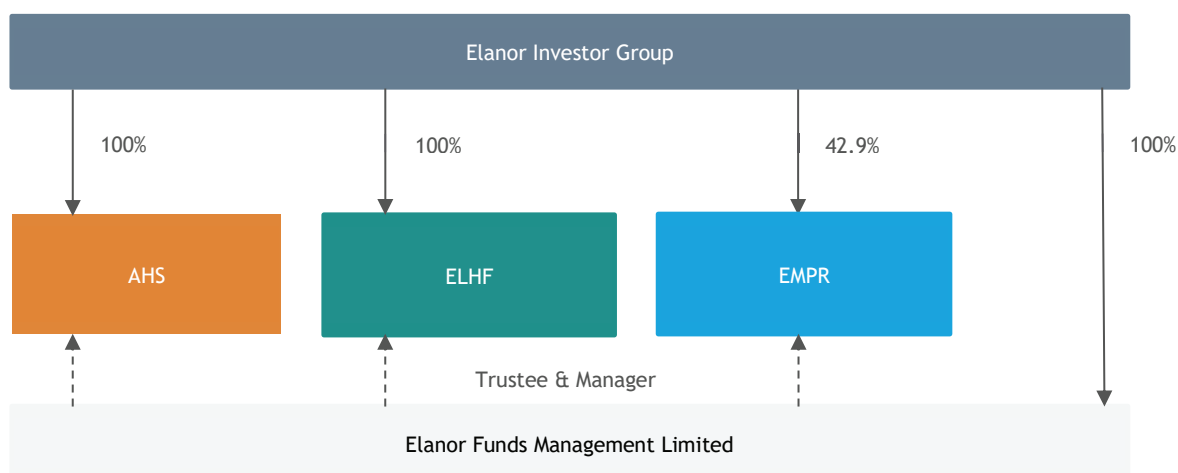 Elanor Investor Group
100%
100%
42.9%
100%
AHS
ELHF
EMPR
Trustee & Manager
Elanor Funds Management Limited